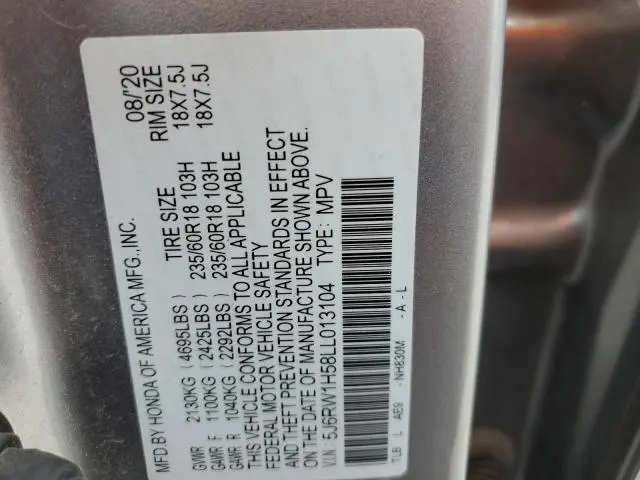 MFD. BY HONDA OF AMERICA MFG., INC. 08/'20
TIRE SIZE RIM SIZE
GVWR 2130KG ( 4695LBS )
GAWR F 1100KG ( 2425LBS ) 235/60R18 103H 18X7.5J
GAWR R 1040KG ( 2292LBS ) 235/60R18 103H 18X7.5J
THIS VEHICLE CONFORMS TO ALL APPLICABLE
FEDERAL MOTOR VEHICLE SAFETY
AND THEFT PREVENTION STANDARDS IN EFFECT
ON THE DATE OF MANUFACTURE SHOWN ABOVE.
V.I.N: 5J6RW1H58LL013104 TYPE: MPV
TLB L AE9 - NH830M - A - L